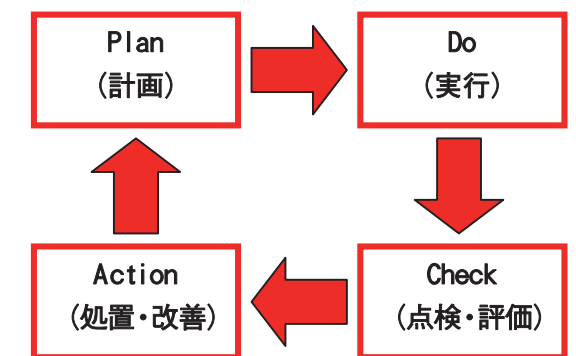 Plan
(計画)
Do
(実行)
Check
(点検・評価)
Action
(処置・改善)